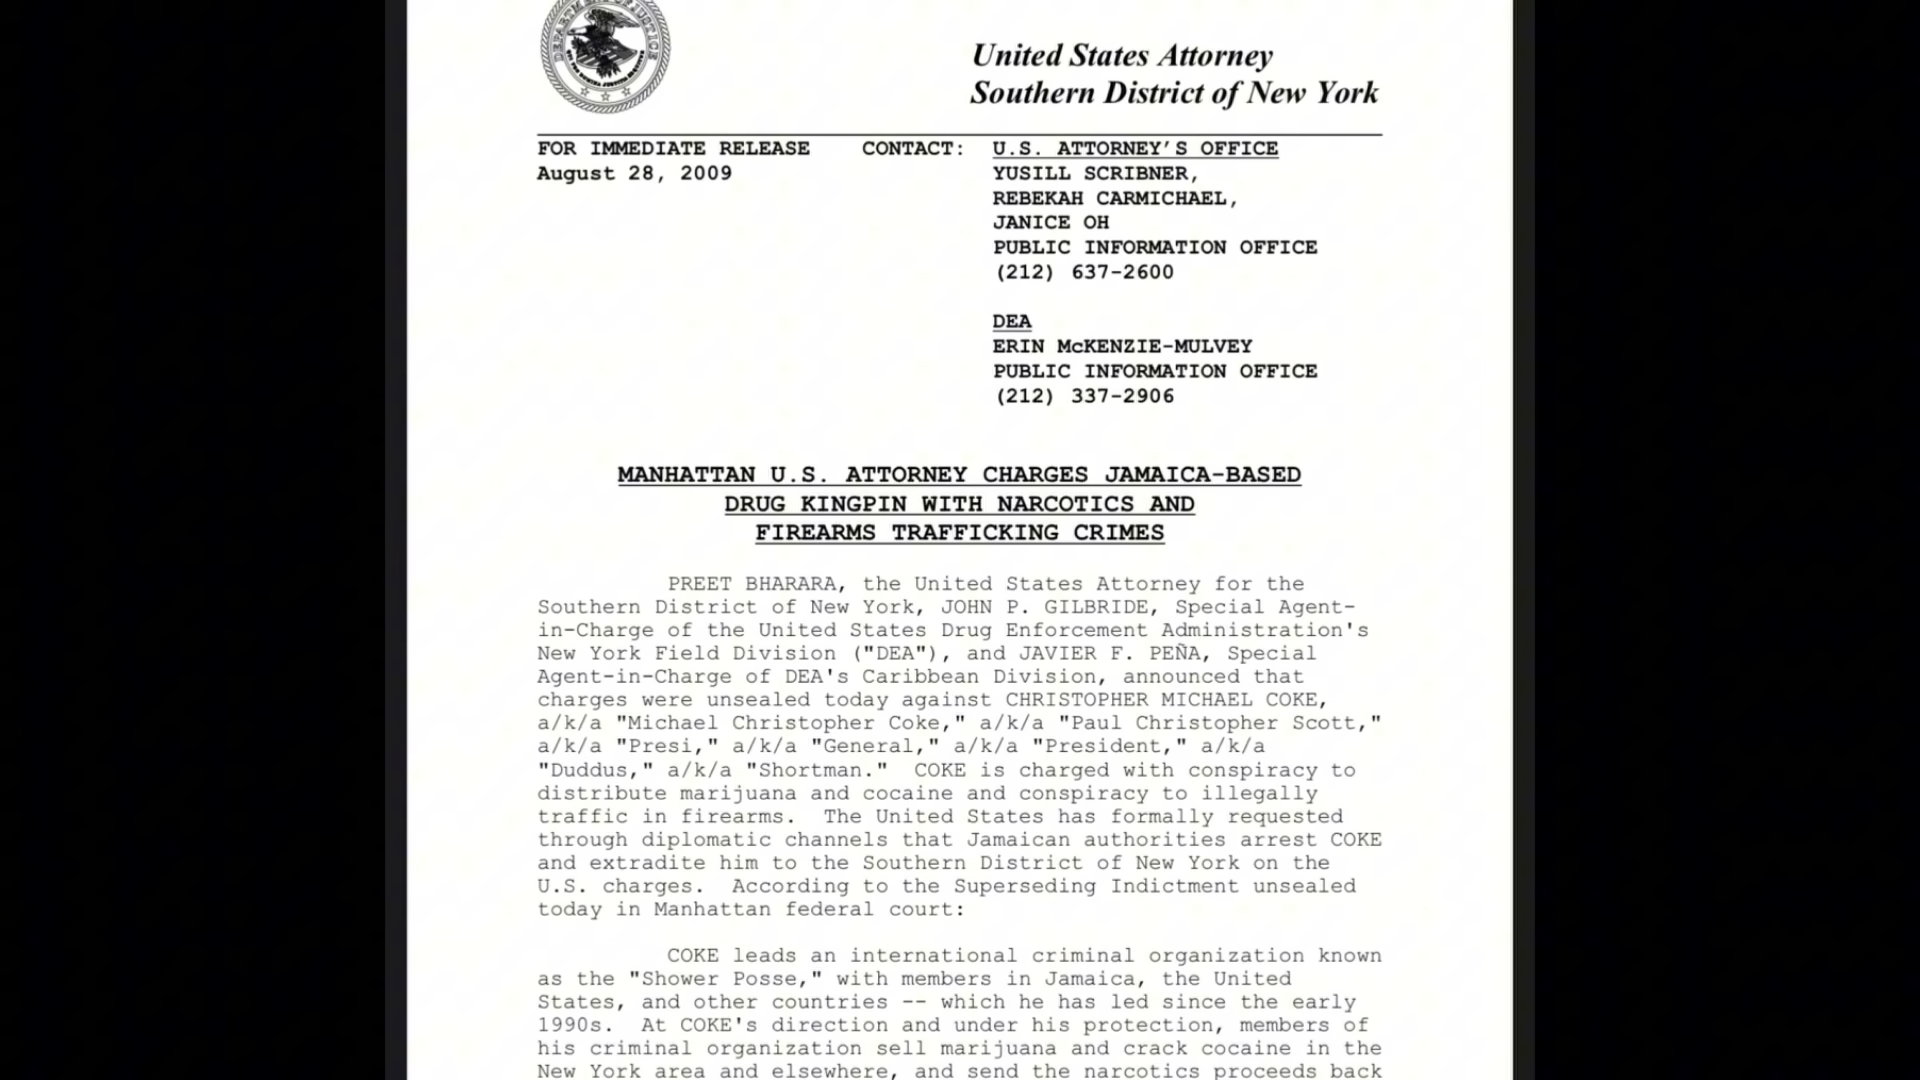 DEPARTMENT OF JUSTICE
United States Attorney
Southern District of New York
FOR IMMEDIATE RELEASE CONTACT: U.S. ATTORNEY'S OFFICE
August 28, 2009 YUSILL SCRIBNER,
REBEKAH CARMICHAEL,
JANICE OH
PUBLIC INFORMATION OFFICE
(212) 637-2600
DEA
ERIN McKENZIE-MULVEY
PUBLIC INFORMATION OFFICE
(212) 337-2906
MANHATTAN U.S. ATTORNEY CHARGES JAMAICA-BASED
DRUG KINGPIN WITH NARCOTICS AND
FIREARMS TRAFFICKING CRIMES
PREET BHARARA, the United States Attorney for the
Southern District of New York, JOHN P. GILBRIDE, Special Agent-
in-Charge of the United States Drug Enforcement Administration's
New York Field Division ("DEA"), and JAVIER F. PEÑA, Special
Agent-in-Charge of DEA's Caribbean Division, announced that
charges were unsealed today against CHRISTOPHER MICHAEL COKE,
a/k/a "Michael Christopher Coke," a/k/a "Paul Christopher Scott,"
a/k/a "Presi," a/k/a "General," a/k/a "President," a/k/a
"Duddus," a/k/a "Shortman." COKE is charged with conspiracy to
distribute marijuana and cocaine and conspiracy to illegally
traffic in firearms. The United States has formally requested
through diplomatic channels that Jamaican authorities arrest COKE
and extradite him to the Southern District of New York on the
U.S. charges. According to the Superseding Indictment unsealed
today in Manhattan federal court:
COKE leads an international criminal organization known
as the "Shower Posse," with members in Jamaica, the United
States, and other countries -- which he has led since the early
1990s. At COKE's direction and under his protection, members of
his criminal organization sell marijuana and crack cocaine in the
New York area and elsewhere, and send the narcotics proceeds back